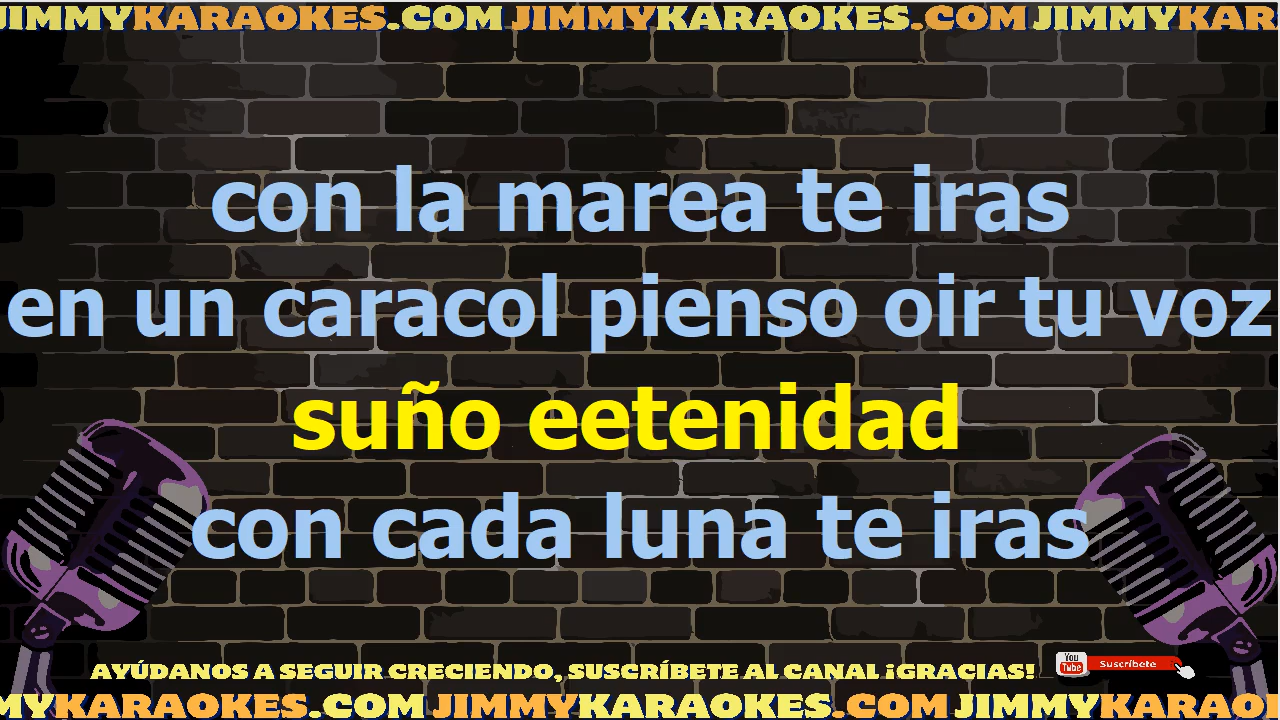 JIMMYKARAOKES.COM JIMMYKARAOKES.COM JIMMYKAR
con la marea te iras
en un caracol pienso oir tu voz
suño eetenidad
con cada luna te iras
AYÚDANOS A SEGUIR CRECIENDO, SUSCRÍBETE AL CANAL ¡GRACIAS! You Tube Suscríbete
MYKARAOKES.COM JIMMYKARAOKES.COM JIMMYKARAO